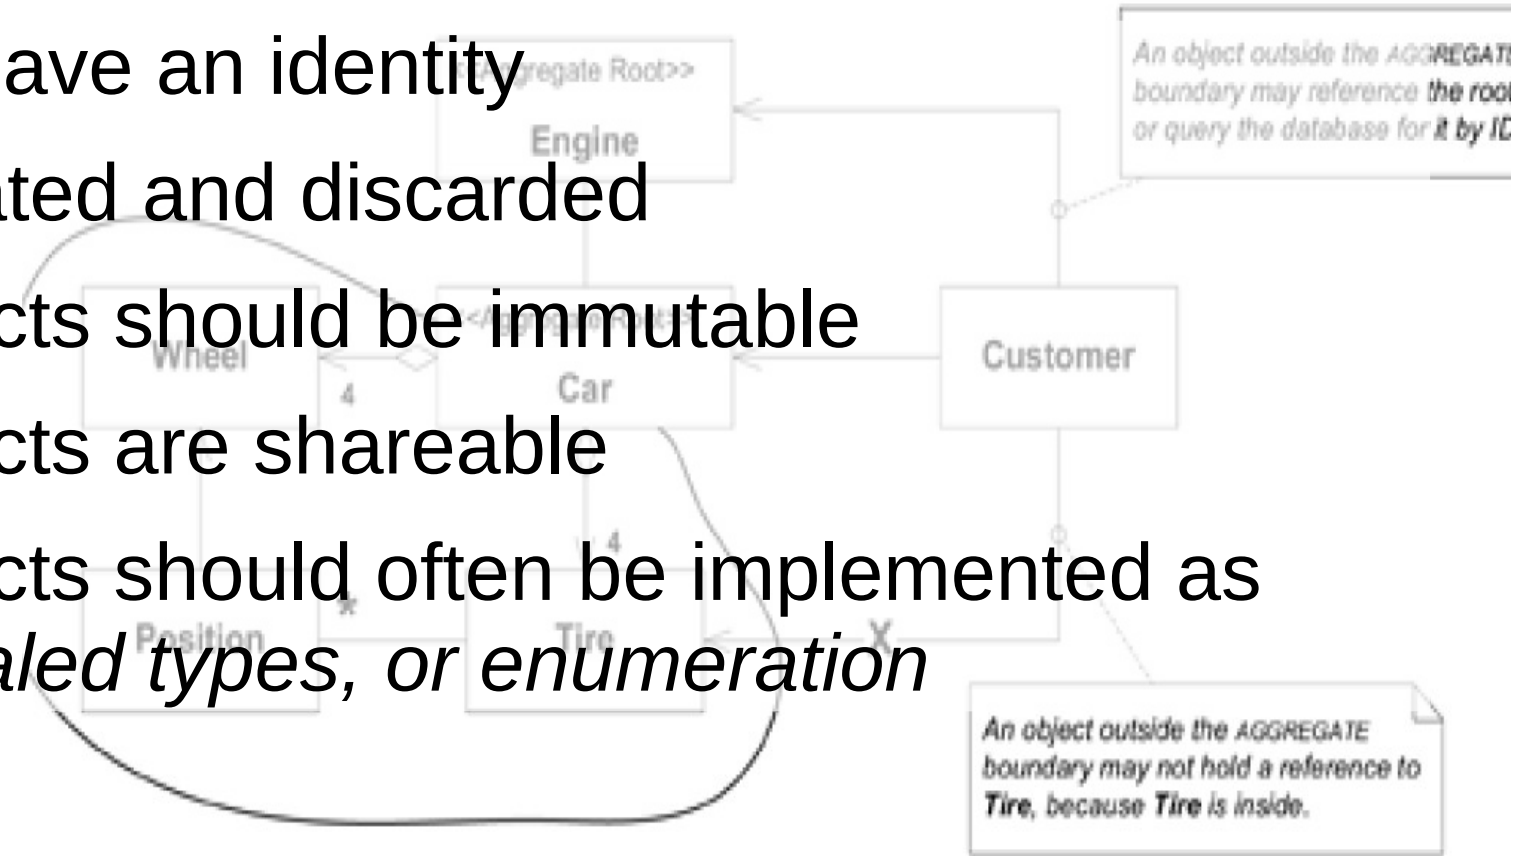 ave an identity
ated and discarded
cts should be immutable
cts are shareable
cts should often be implemented as
aled types, or enumeration
<<Aggregate Root>>
Engine
An object outside the AGGREGATE
boundary may reference the root
or query the database for it by ID
Wheel
4
<<Aggregate Root>>
Car
Customer
4
*
Position
Tire
X
An object outside the AGGREGATE
boundary may not hold a reference to
Tire, because Tire is inside.